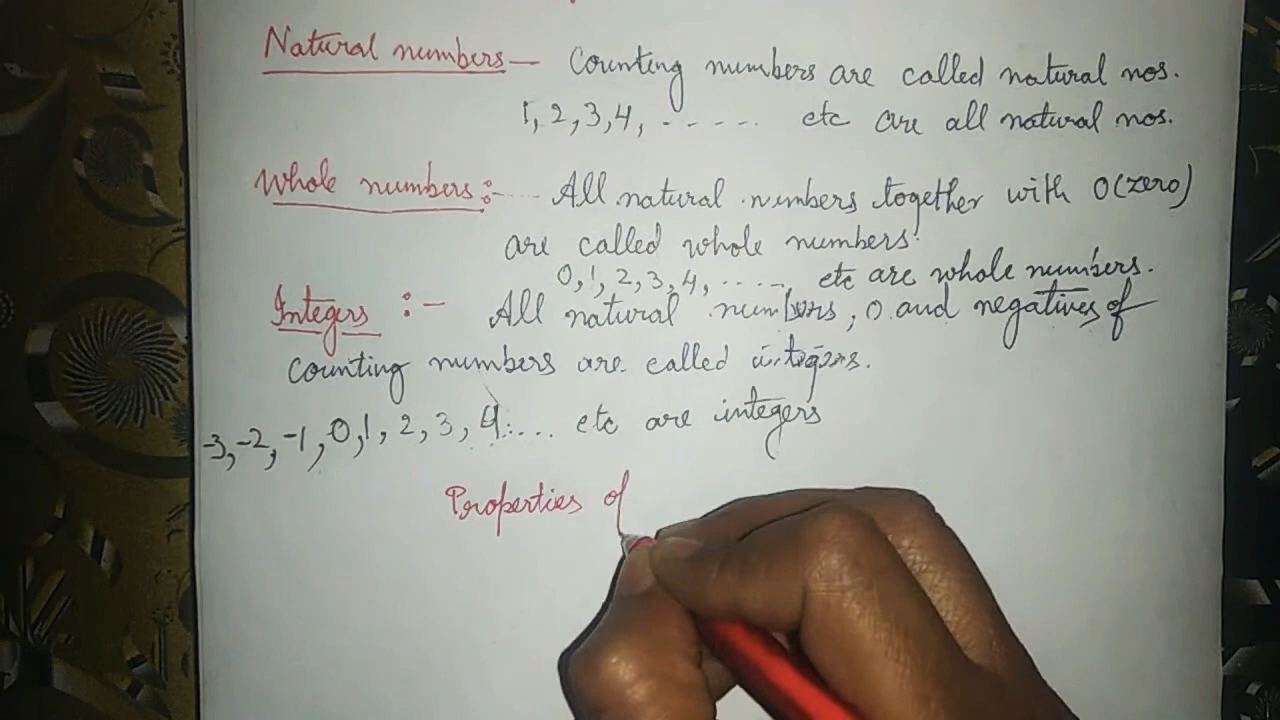 Natural numbers — Counting numbers are called natural nos.
1, 2, 3, 4, ..... etc are all natural nos.
Whole numbers :- All natural numbers together with 0 (zero)
are called whole numbers.
0, 1, 2, 3, 4, ....., etc are whole numbers.
Integers :- All natural numbers, 0 and negatives of
counting numbers are called integers.
-3, -2, -1, 0, 1, 2, 3, 4.... etc are integers
Properties of